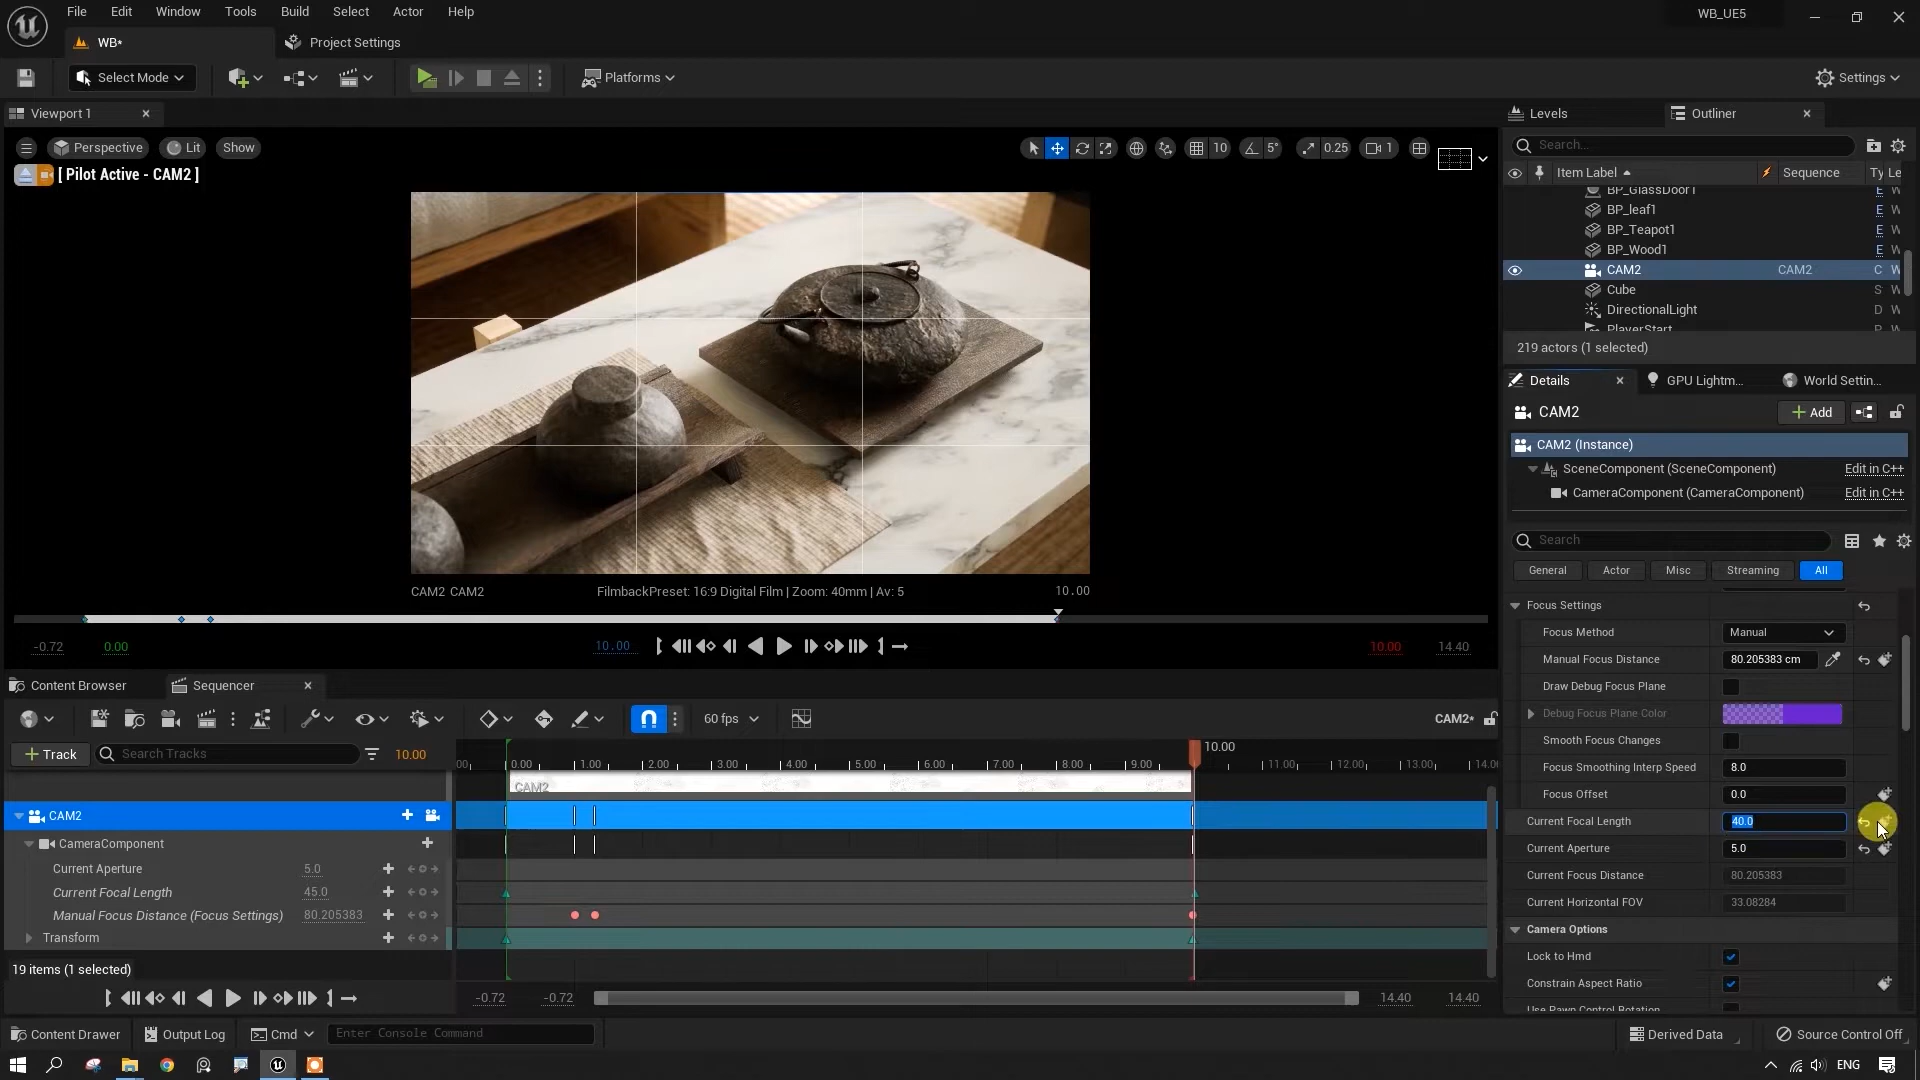 File Edit Window Tools Build Select Actor Help
WB_UE5
WB*
Project Settings
Select Mode
Platforms
Settings
Viewport 1
Levels
Outliner
Perspective
Lit
Show
10
5°
0.25
1
Search...
[ Pilot Active - CAM2 ]
Item Label
Sequence
Ty Le
BP_GlassDoor1
BP_leaf1
BP_Teapot1
BP_Wood1
CAM2 CAM2
Cube
DirectionalLight
PlayerStart
219 actors (1 selected)
Details
GPU Lightm...
World Settin...
CAM2
Add
CAM2 (Instance)
SceneComponent (SceneComponent) Edit in C++
CameraComponent (CameraComponent) Edit in C++
Search
General Actor Misc Streaming All
CAM2 CAM2
FilmbackPreset: 16:9 Digital Film | Zoom: 40mm | Av: 5
10.00
Focus Settings
Focus Method Manual
Manual Focus Distance 80.205383 cm
Draw Debug Focus Plane
Debug Focus Plane Color
Smooth Focus Changes
Focus Smoothing Interp Speed 8.0
Focus Offset 0.0
Current Focal Length 40.0
Current Aperture 5.0
Current Focus Distance 80.205383
Current Horizontal FOV 33.08284
Camera Options
Lock to Hmd
Constrain Aspect Ratio
Use Pawn Control Rotation
-0.72 0.00 10.00 10.00 14.40
Content Browser
Sequencer
60 fps
CAM2*
Track
Search Tracks
10.00
10.00
0.00 1.00 2.00 3.00 4.00 5.00 6.00 7.00 8.00 9.00 11.00 12.00 13.00
CAM2
CAM2
CameraComponent
Current Aperture 5.0
Current Focal Length 45.0
Manual Focus Distance (Focus Settings) 80.205383
Transform
19 items (1 selected)
-0.72 -0.72 14.40 14.40
Content Drawer
Output Log
Cmd
Enter Console Command
Derived Data
Source Control Off
ENG